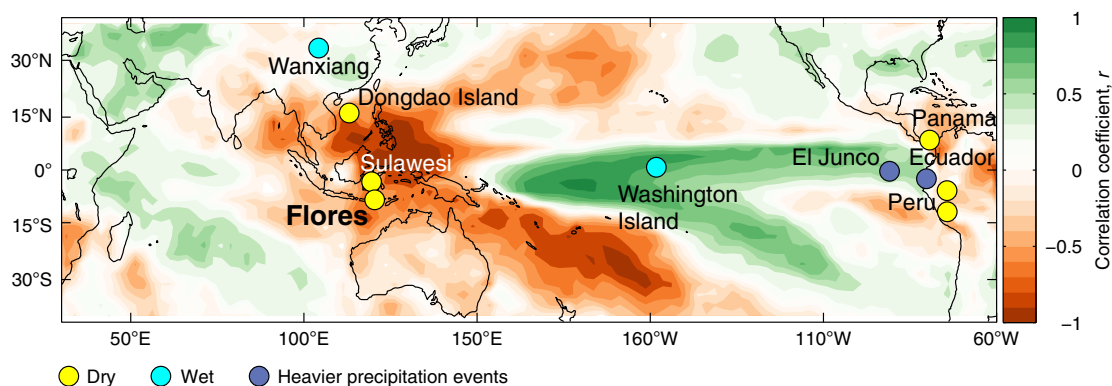 30°N
15°N
0°
15°S
30°S
Wanxiang
Dongdao Island
Sulawesi
Flores
Washington
Island
El Junco
Panama
Ecuador
Peru
50°E
100°E
150°E
160°W
110°W
60°W
1
0.5
0
−0.5
−1
Correlation coefficient, r
Dry
Wet
Heavier precipitation events